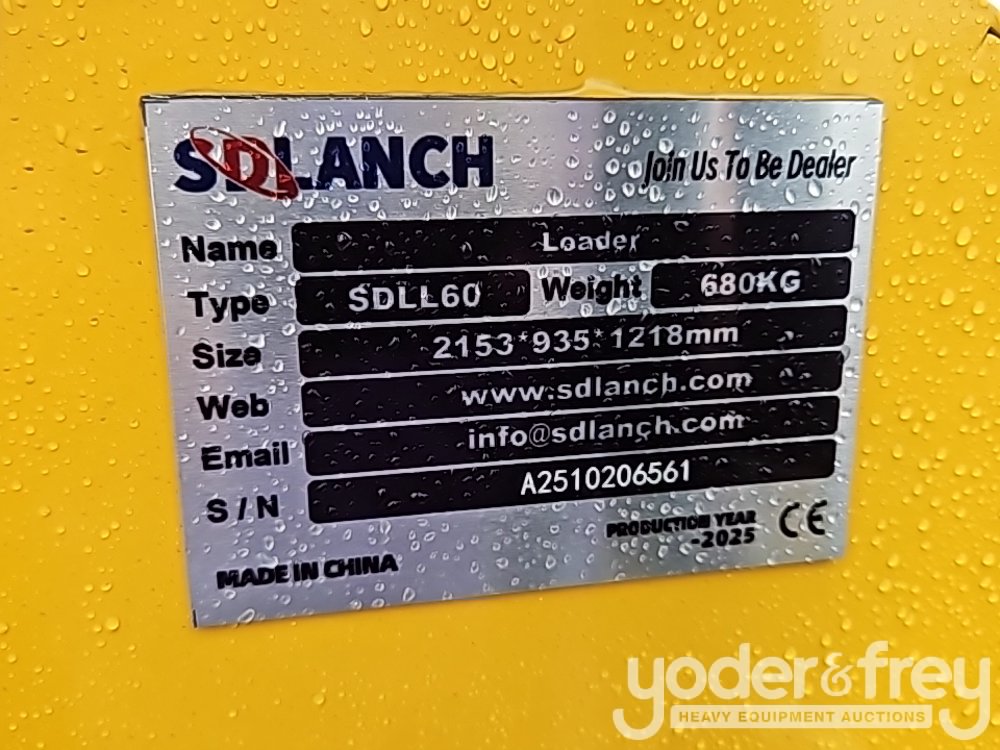 SDLANCH
Join Us To Be Dealer
Name Loader
Type SDLL60 Weight 680KG
Size 2153*935*1218mm
Web www.sdlanch.com
Email info@sdlanch.com
S/N A2510206561
PRODUCTION YEAR
-2025
CE
MADE IN CHINA
yoder&frey
HEAVY EQUIPMENT AUCTIONS